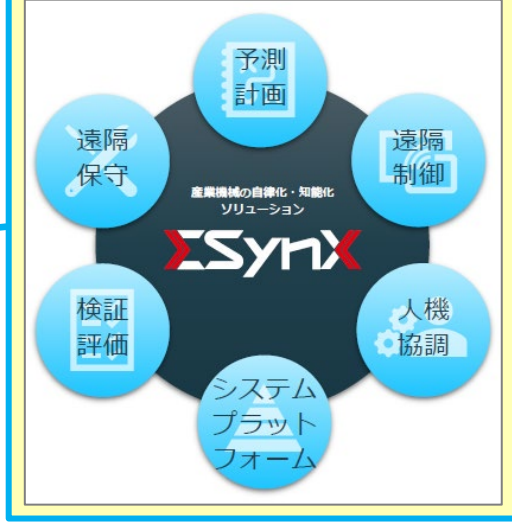 予測
計画
遠隔
保守
遠隔
制御
産業機械の自律化・知能化
ソリューション
ΣSynX
検証
評価
人機
協調
システム
プラット
フォーム